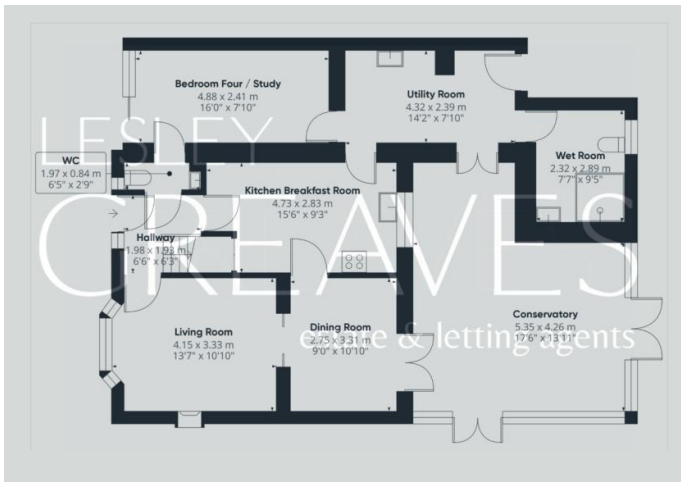 Bedroom Four / Study
4.88 x 2.41 m
16'0" x 7'10"
Utility Room
4.32 x 2.39 m
14'2" x 7'10"
LESLEY
WC
1.97 x 0.84 m
6'5" x 2'9"
Wet Room
2.32 x 2.89 m
7'7" x 9'5"
Kitchen Breakfast Room
4.73 x 2.83 m
15'6" x 9'3"
GREAVES
Hallway
1.98 x 1.93 m
6'6" x 6'3"
Living Room
4.15 x 3.33 m
13'7" x 10'10"
Dining Room
2.75 x 3.31 m
9'0" x 10'10"
Conservatory
5.35 x 4.26 m
17'6" x 13'11"
estate & letting agents